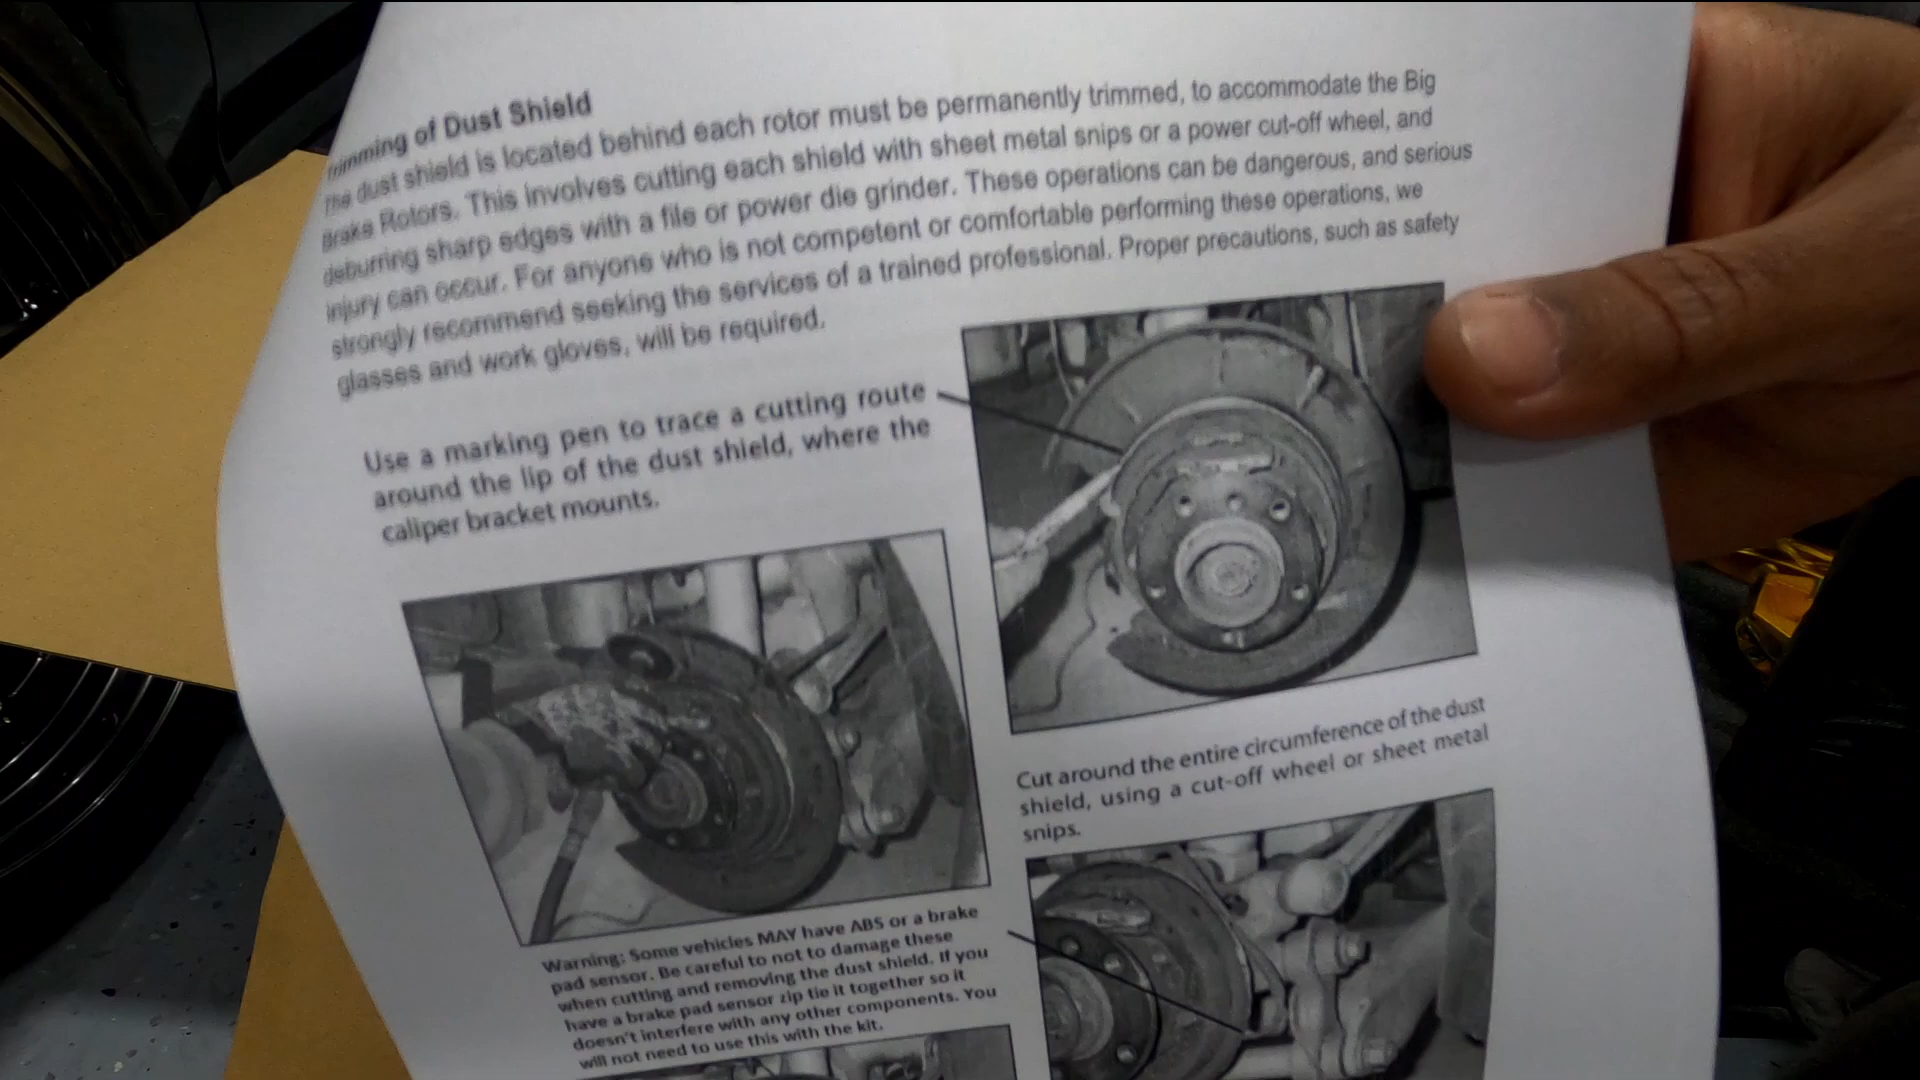 Trimming of Dust Shield
The dust shield is located behind each rotor must be permanently trimmed, to accommodate the Big
Brake Rotors. This involves cutting each shield with sheet metal snips or a power cut-off wheel, and
deburring sharp edges with a file or power die grinder. These operations can be dangerous, and serious
injury can occur. For anyone who is not competent or comfortable performing these operations, we
strongly recommend seeking the services of a trained professional. Proper precautions, such as safety
glasses and work gloves, will be required.
Use a marking pen to trace a cutting route
around the lip of the dust shield, where the
caliper bracket mounts.
Cut around the entire circumference of the dust
shield, using a cut-off wheel or sheet metal
snips.
Warning: Some vehicles MAY have ABS or a brake
pad sensor. Be careful to not to damage these
when cutting and removing the dust shield. If you
have a brake pad sensor zip tie it together so it
doesn't interfere with any other components. You
will not need to use this with the kit.